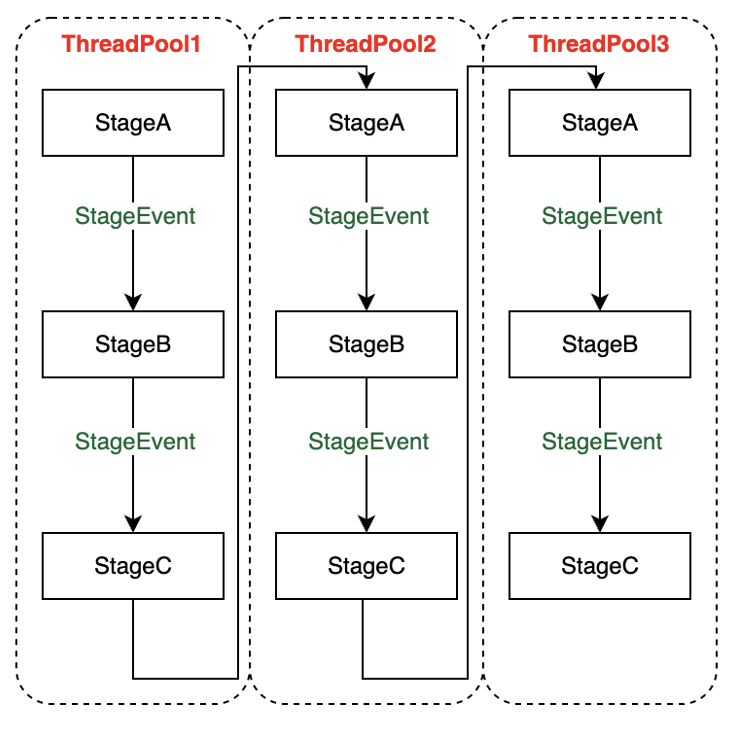 ThreadPool1
StageA
StageEvent
StageB
StageEvent
StageC
ThreadPool2
StageA
StageEvent
StageB
StageEvent
StageC
ThreadPool3
StageA
StageEvent
StageB
StageEvent
StageC